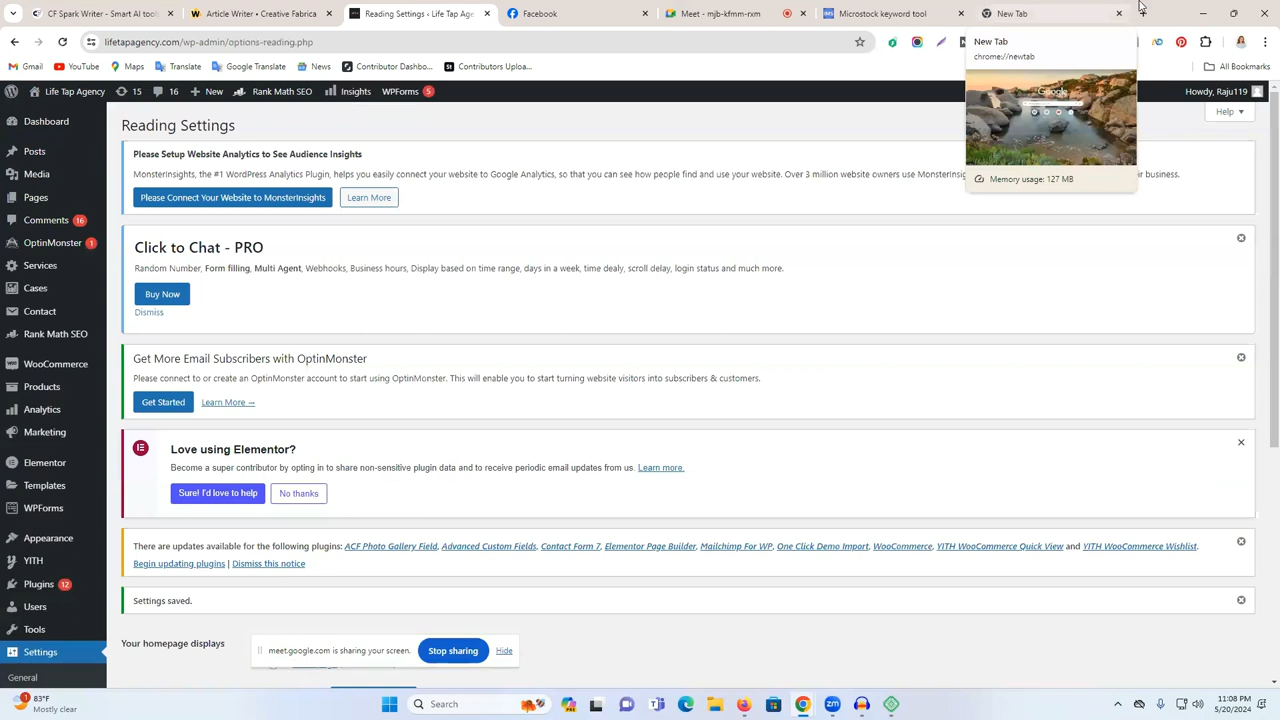 CF Spark Art Gallery
Article Writing & Affilia
Reading Settings ‹ Life Tap Age
Facebook
Meet – jjb-kfmm-rnn
Microstock keyword tool
New Tab
lifetapagency.com/wp-admin/options-reading.php
New Tab
chrome://newtab
Google
Memory usage: 127 MB
Gmail
YouTube
Maps
Translate
Google Trans
New
Contributor Dashbo...
Contributors Uploa...
All Bookmarks
Life Tap Agency
15
16
New
Rank Math SEO
Insights
WPForms
5
Howdy, Raju119
Help
Dashboard
Posts
Media
Pages
Comments 16
OptinMonster 1
Services
Cases
Contact
Rank Math SEO
WooCommerce
Products
Analytics
Marketing
Elementor
Templates
WPForms
Appearance
YITH
Plugins 12
Users
Tools
Settings
General
Reading Settings
Please Setup Website Analytics to See Audience Insights
MonsterInsights, the #1 WordPress Analytics Plugin, helps you easily connect your website to Google Analytics, so that you can see how people find and use your website. Over 3 million website owners use MonsterIns
r business.
Please Connect Your Website to MonsterInsights
Learn More
Click to Chat - PRO
Random Number, Form filling, Multi Agent, Webhooks, Business hours, Display based on time range, days in a week, time dealy, scroll delay, login status and much more.
Buy Now
Dismiss
Get More Email Subscribers with OptinMonster
Please connect to or create an OptinMonster account to start using OptinMonster. This will enable you to start turning website visitors into subscribers & customers.
Get Started
Learn More →
Love using Elementor?
Become a super contributor by opting in to share non-sensitive plugin data and to receive periodic email updates from us. Learn more.
Sure! I'd love to help
No thanks
There are updates available for the following plugins: ACF Photo Gallery Field, Advanced Custom Fields, Contact Form 7, Elementor Page Builder, Mailchimp For WP, One Click Demo Import, WooCommerce, YITH WooCommerce Quick View and YITH WooCommerce Wishlist.
Begin updating plugins | Dismiss this notice
Settings saved.
Your homepage displays
meet.google.com is sharing your screen.
Stop sharing
Hide
1
83°F
Mostly clear
Search
11:08 PM
5/20/2024